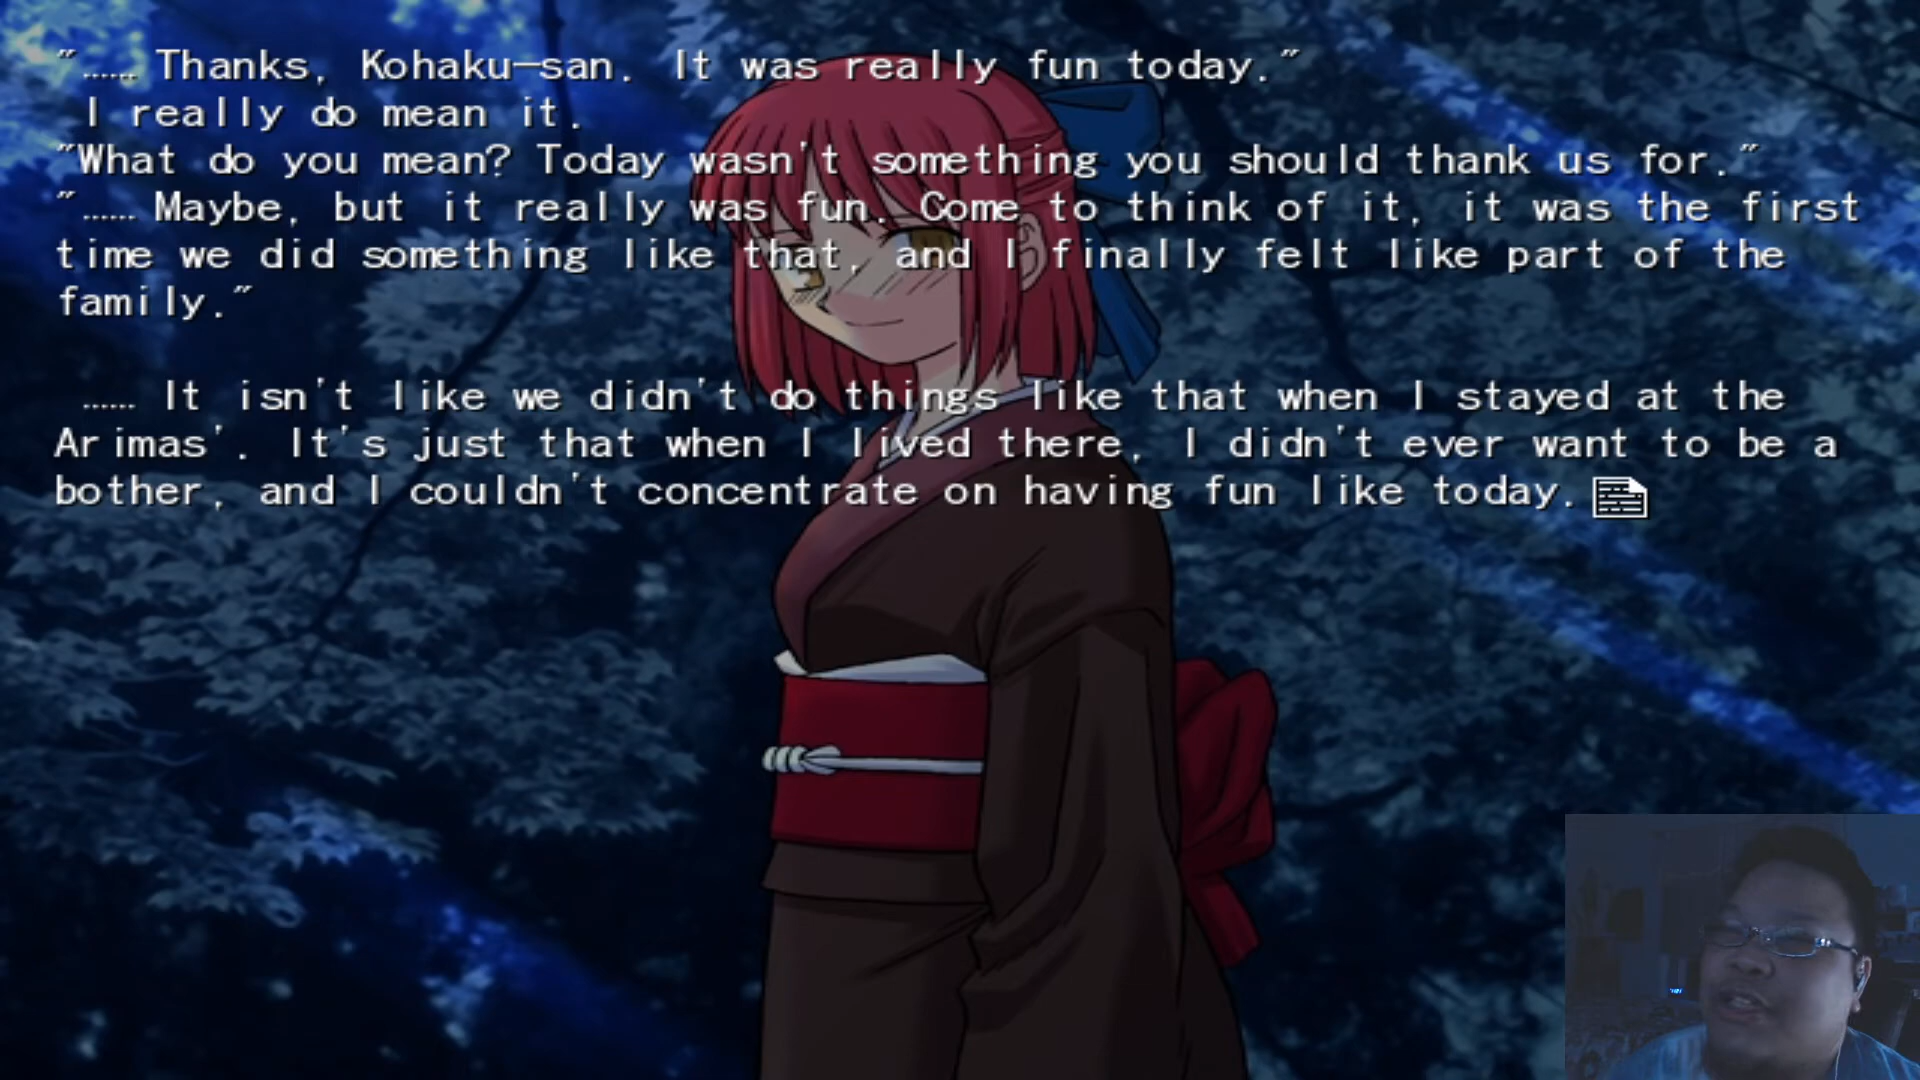 "…… Thanks, Kohaku—san. It was really fun today."
I really do mean it.
"What do you mean? Today wasn't something you should thank us for."
"…… Maybe, but it really was fun. Come to think of it, it was the first
time we did something like that, and I finally felt like part of the
family."
…… It isn't like we didn't do things like that when I stayed at the
Arimas'. It's just that when I lived there, I didn't ever want to be a
bother, and I couldn't concentrate on having fun like today.